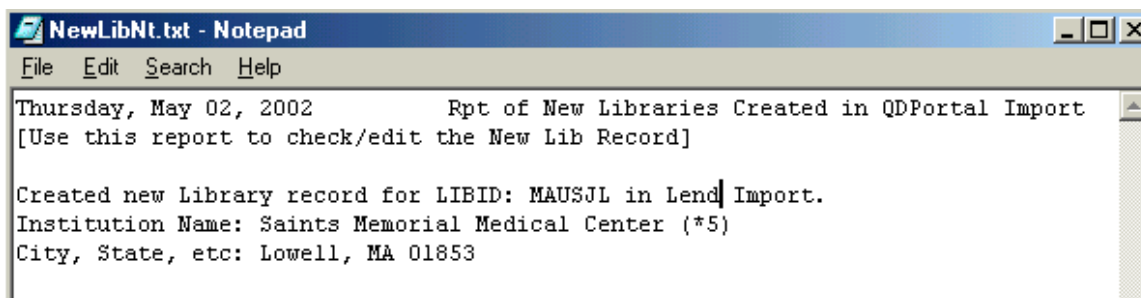 NewLibNt.txt - Notepad
File Edit Search Help
Thursday, May 02, 2002 Rpt of New Libraries Created in QDPortal Import
[Use this report to check/edit the New Lib Record]
Created new Library record for LIBID: MAUSJL in Lend Import.
Institution Name: Saints Memorial Medical Center (*5)
City, State, etc: Lowell, MA 01853